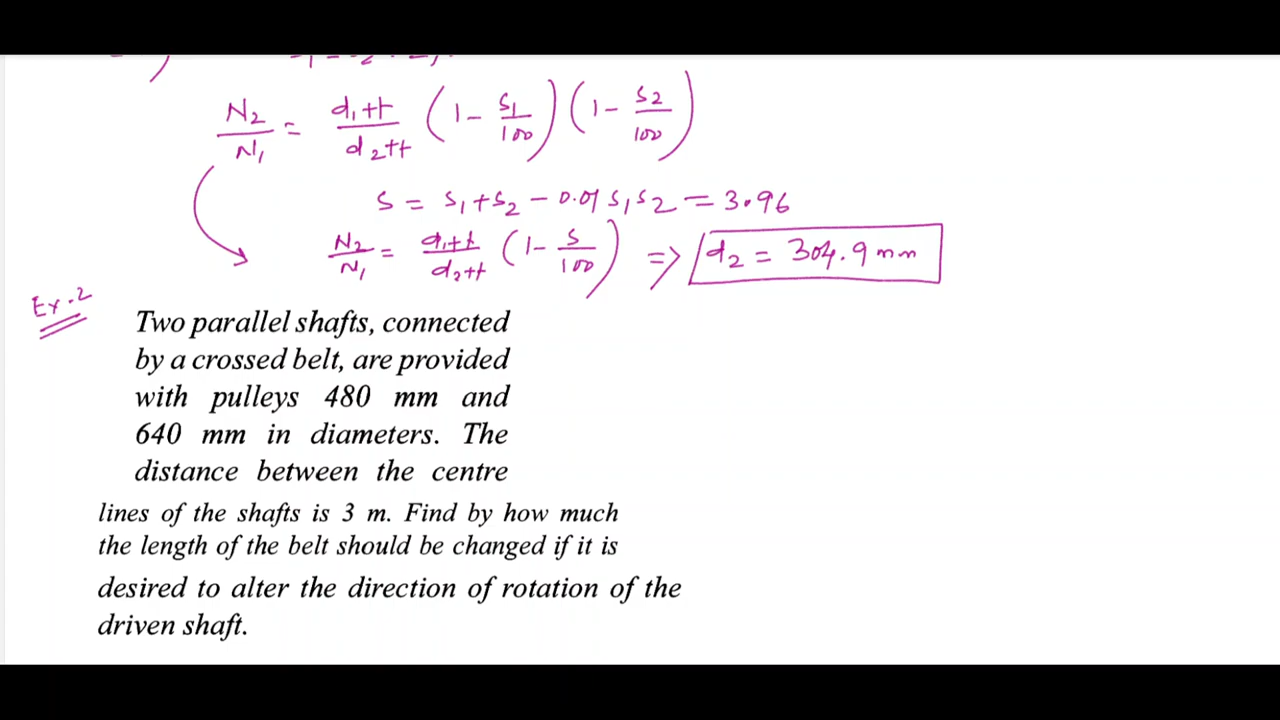 N₂/N₁ = d₁+t/d₂+t (1 - S₁/100)(1 - S₂/100)
S = S₁+S₂ - 0.01 S₁S₂ = 3.96
N₂/N₁ = d₁+t/d₂+t (1 - S/100) => d₂ = 304.9 mm
Ex.2
Two parallel shafts, connected
by a crossed belt, are provided
with pulleys 480 mm and
640 mm in diameters. The
distance between the centre
lines of the shafts is 3 m. Find by how much
the length of the belt should be changed if it is
desired to alter the direction of rotation of the
driven shaft.